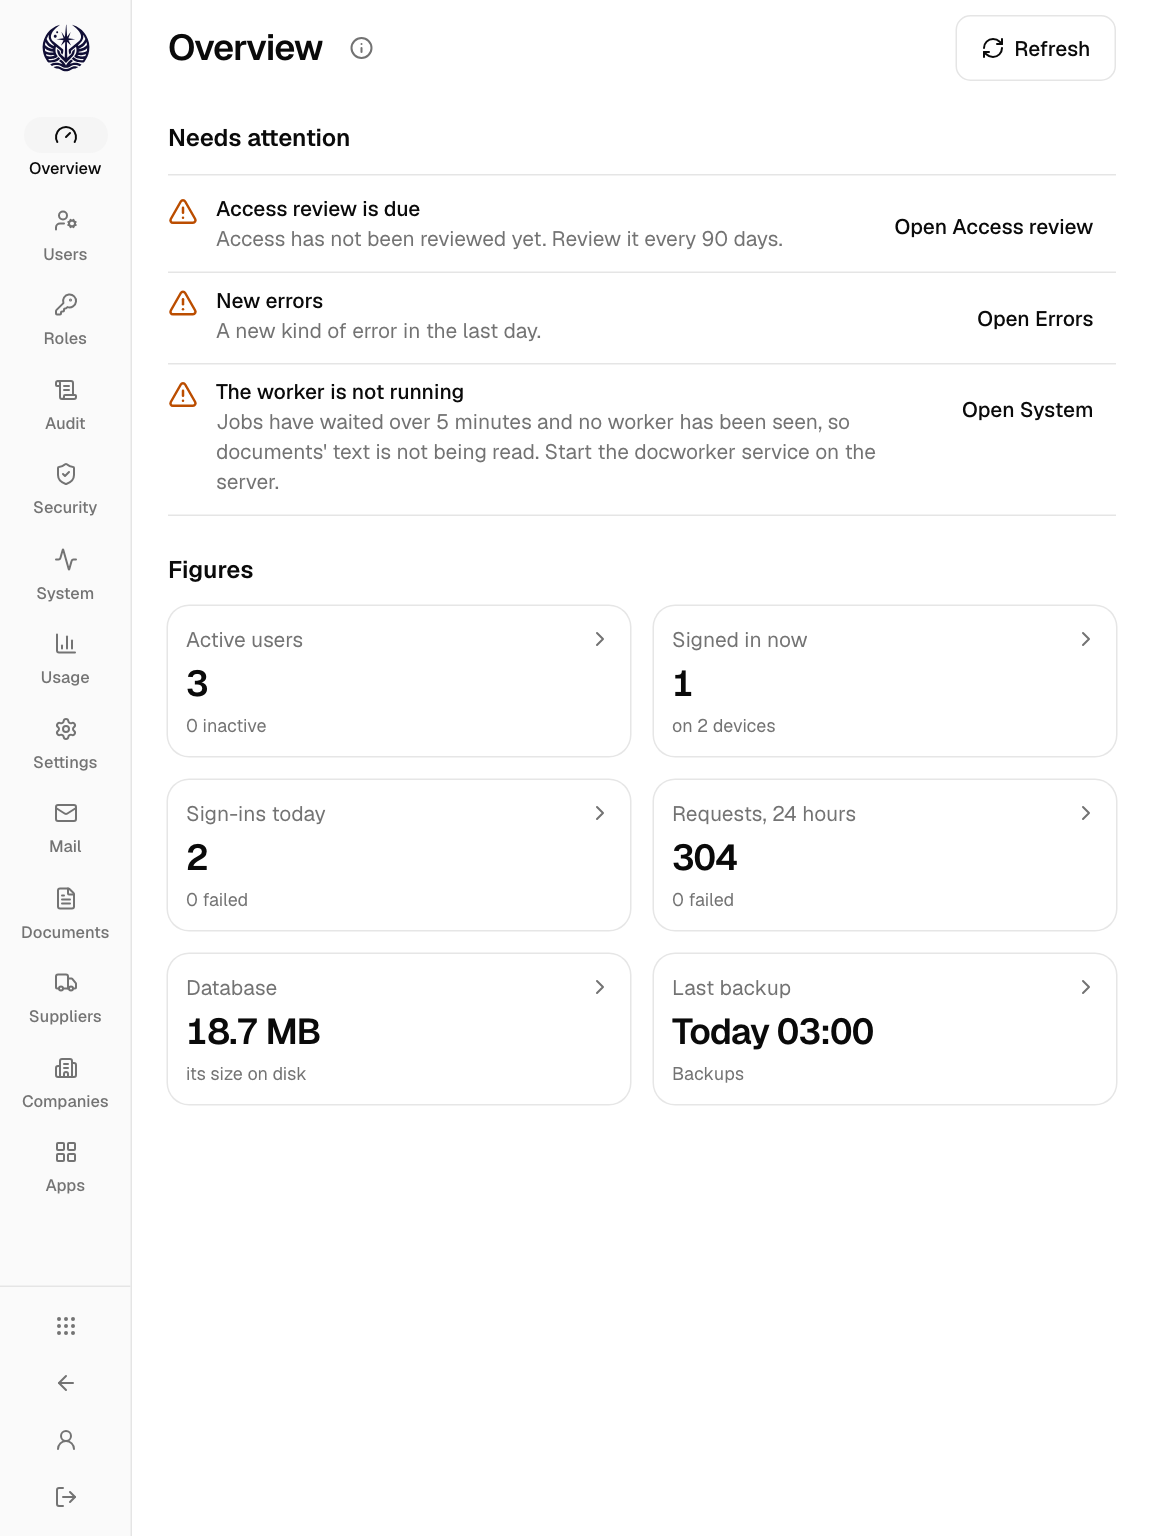 Overview
Refresh
Overview
Users
Roles
Audit
Security
System
Usage
Settings
Mail
Documents
Suppliers
Companies
Apps
Needs attention
Access review is due
Access has not been reviewed yet. Review it every 90 days.
Open Access review
New errors
A new kind of error in the last day.
Open Errors
The worker is not running
Jobs have waited over 5 minutes and no worker has been seen, so
documents' text is not being read. Start the docworker service on the
server.
Open System
Figures
Active users
3
0 inactive
Signed in now
1
on 2 devices
Sign-ins today
2
0 failed
Requests, 24 hours
304
0 failed
Database
18.7 MB
its size on disk
Last backup
Today 03:00
Backups